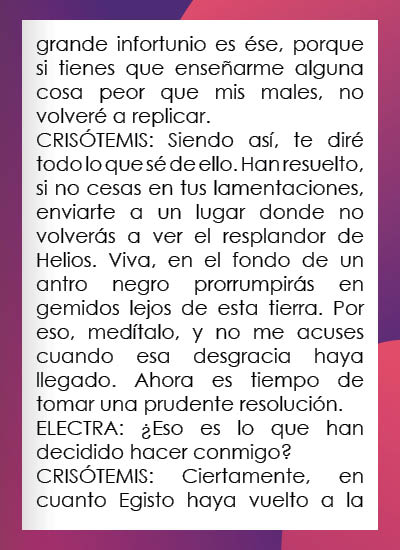 grande infortunio es ése, porque
si tienes que enseñarme alguna
cosa peor que mis males, no
volveré a replicar.
CRISÓTEMIS: Siendo así, te diré
todo lo que sé de ello. Han resuelto,
si no cesas en tus lamentaciones,
enviarte a un lugar donde no
volverás a ver el resplandor de
Helios. Viva, en el fondo de un
antro negro prorrumpirás en
gemidos lejos de esta tierra. Por
eso, medítalo, y no me acuses
cuando esa desgracia haya
llegado. Ahora es tiempo de
tomar una prudente resolución.
ELECTRA: ¿Eso es lo que han
decidido hacer conmigo?
CRISÓTEMIS: Ciertamente, en
cuanto Egisto haya vuelto a la